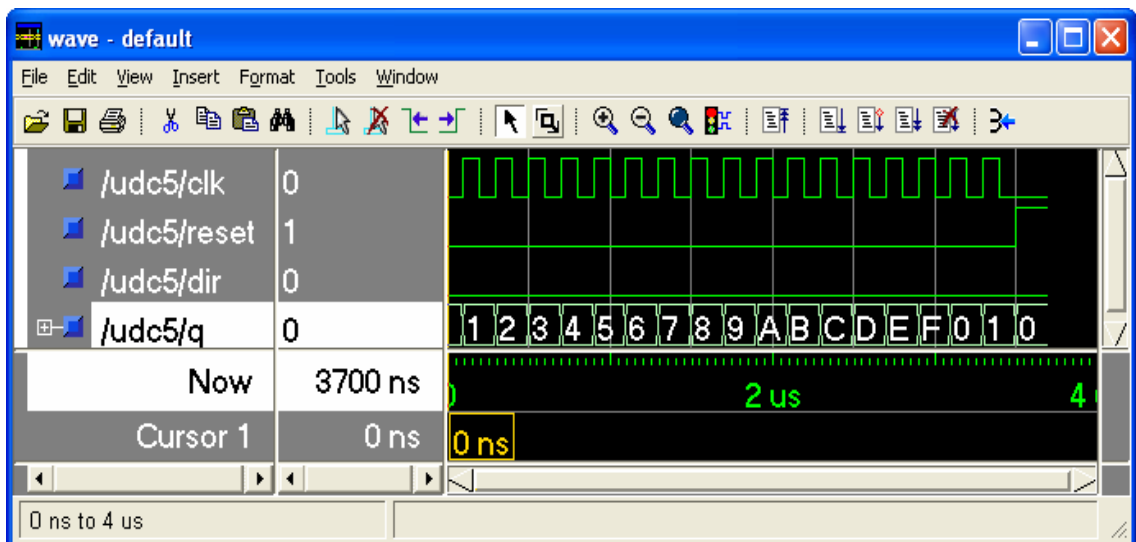 wave - default
File Edit View Insert Format Tools Window
/udc5/clk 0
/udc5/reset 1
/udc5/dir 0
/udc5/q 0 1 2 3 4 5 6 7 8 9 A B C D E F 0 1 0
Now 3700 ns 2 us 4
Cursor 1 0 ns 0 ns
0 ns to 4 us